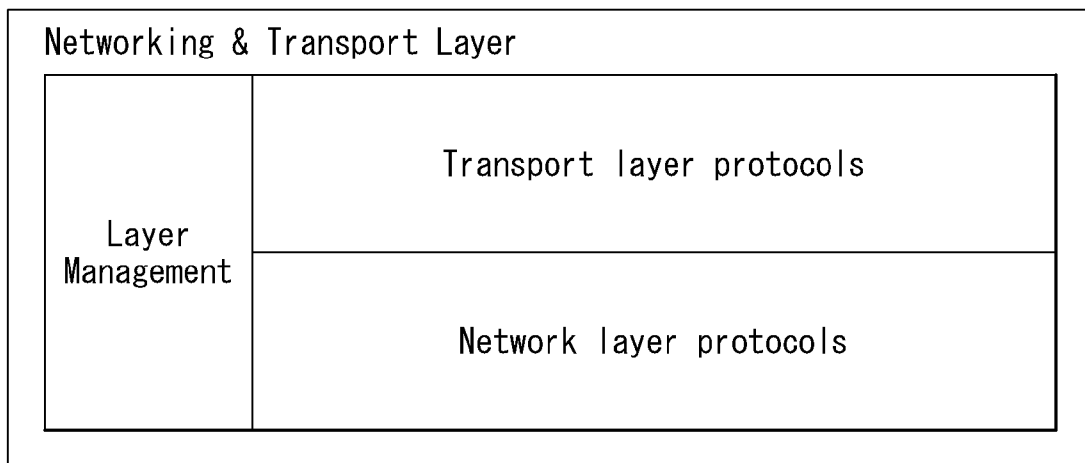 Networking & Transport Layer
Transport layer protocols
Layer
Management
Network layer protocols